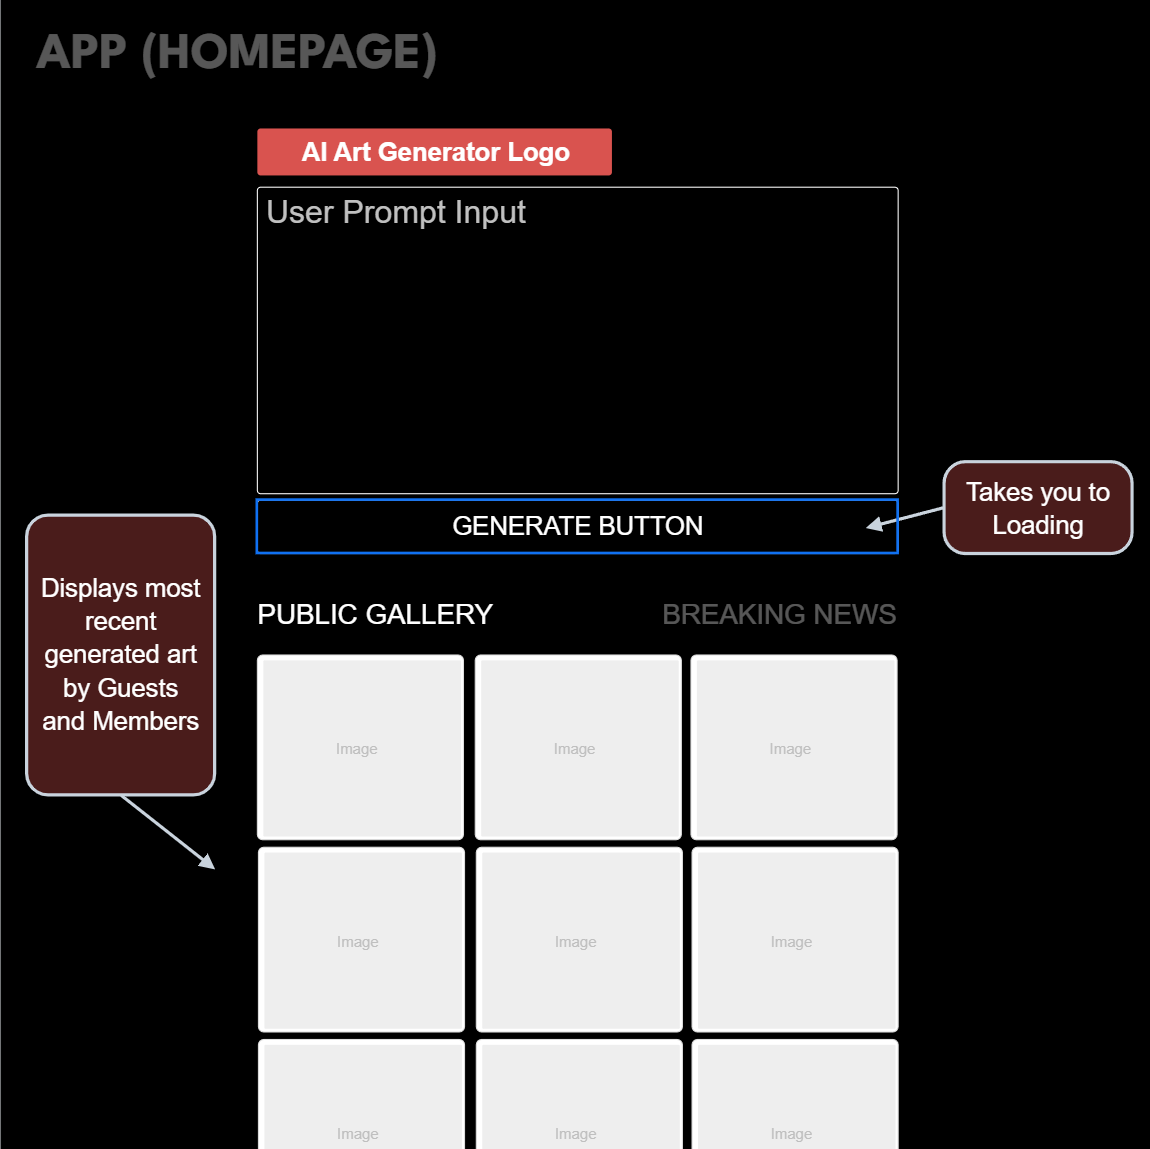 APP (HOMEPAGE)
AI Art Generator Logo
User Prompt Input
Takes you to
Loading
GENERATE BUTTON
Displays most
recent
generated art
by Guests
and Members
PUBLIC GALLERY
BREAKING NEWS
Image
Image
Image
Image
Image
Image
Image
Image
Image